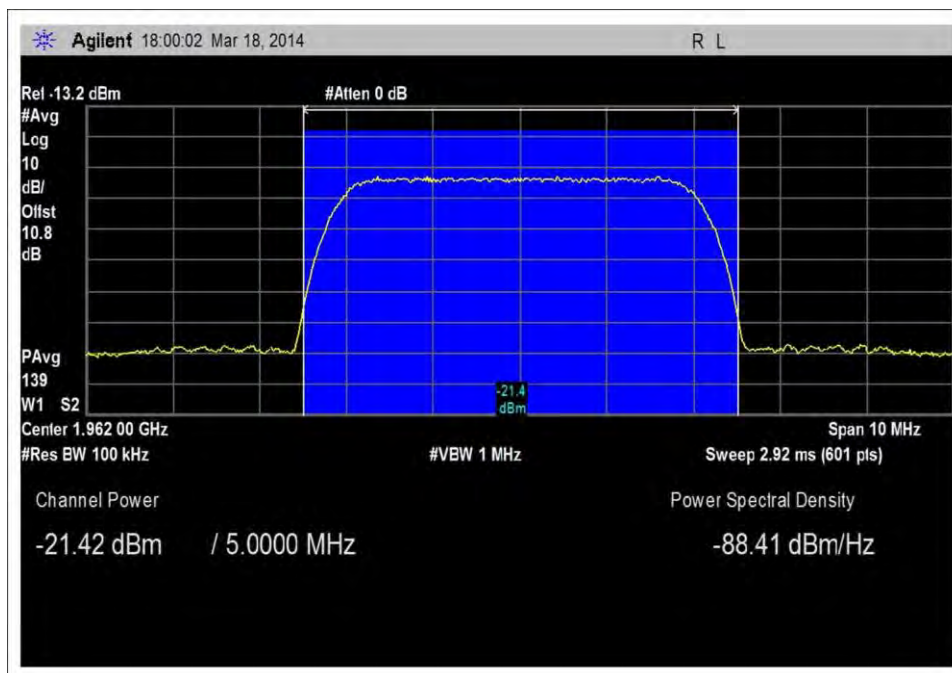 Agilent 18:00:02 Mar 18, 2014 R L
Ref -13.2 dBm #Atten 0 dB
#Avg
Log
10
dB/
Offst
10.8
dB
PAvg
139
W1 S2
-21.4
dBm
Center 1.962 00 GHz Span 10 MHz
#Res BW 100 kHz #VBW 1 MHz Sweep 2.92 ms (601 pts)
Channel Power Power Spectral Density
-21.42 dBm / 5.0000 MHz -88.41 dBm/Hz